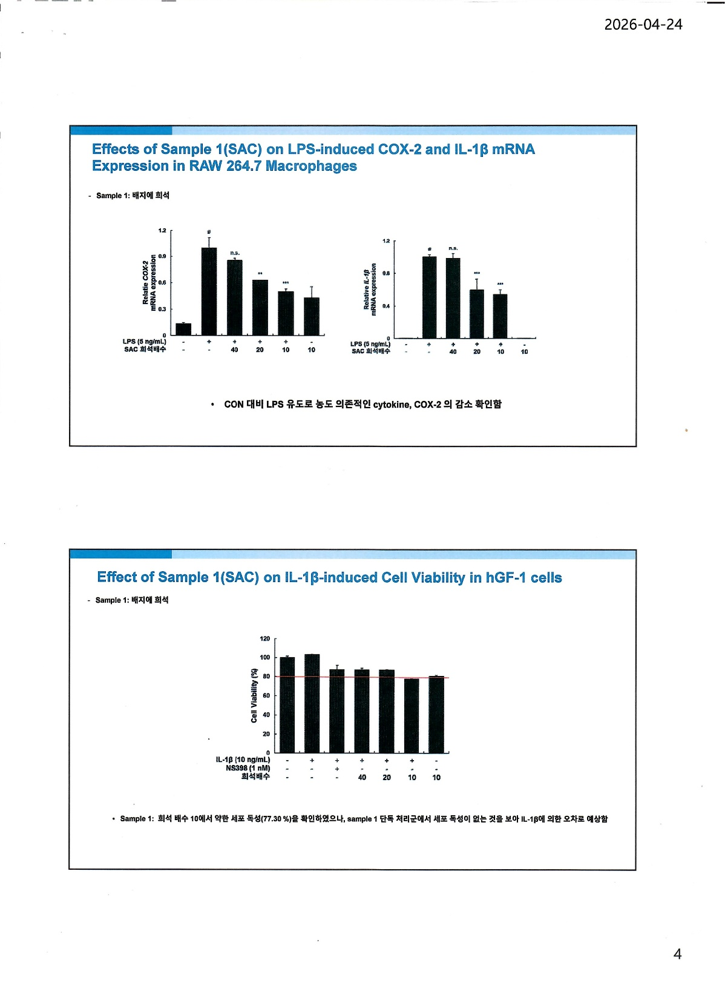 2026-04-24
Effects of Sample 1(SAC) on LPS-induced COX-2 and IL-1β mRNA
Expression in RAW 264.7 Macrophages
- Sample 1: 배지에 희석
Relatie COX-2
mRNA expression
1.2
0.9
0.6
0.3
0
#
n.s.
**
***
LPS (5 ng/mL) - + + + + -
SAC 희석배수 - - 40 20 10 10
Relative IL-1β
mRNA expression
1.2
0.8
0.4
0
#
n.s.
***
***
LPS (5 ng/mL) - + + + + -
SAC 희석배수 - - 40 20 10 10
• CON 대비 LPS 유도로 농도 의존적인 cytokine, COX-2 의 감소 확인함
Effect of Sample 1(SAC) on IL-1β-induced Cell Viability in hGF-1 cells
- Sample 1: 배지에 희석
Cell Viability (%)
120
100
80
60
40
20
0
IL-1β (10 ng/mL) - + + + + + -
NS398 (1 nM) - - + - - - -
희석배수 - - - 40 20 10 10
• Sample 1: 희석 배수 10에서 약한 세포 독성(77.30 %)을 확인하였으나, sample 1 단독 처리군에서 세포 독성이 없는 것을 보아 IL-1β에 의한 오차로 예상함
4